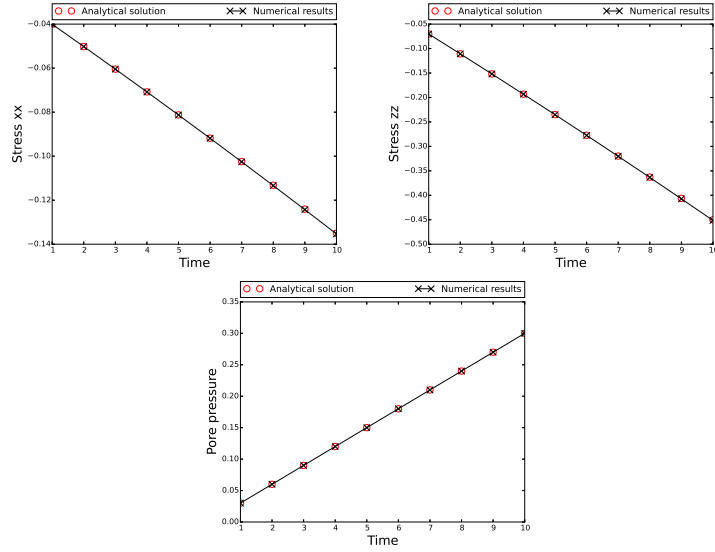 Analytical solution Numerical results
−0.04
−0.06
−0.08
−0.10
−0.12
−0.14
Stress xx
1 2 3 4 5 6 7 8 9 10
Time
Analytical solution Numerical results
−0.05
−0.10
−0.15
−0.20
−0.25
−0.30
−0.35
−0.40
−0.45
−0.50
Stress zz
1 2 3 4 5 6 7 8 9 10
Time
Analytical solution Numerical results
0.35
0.30
0.25
0.20
0.15
0.10
0.05
0.00
Pore pressure
1 2 3 4 5 6 7 8 9 10
Time